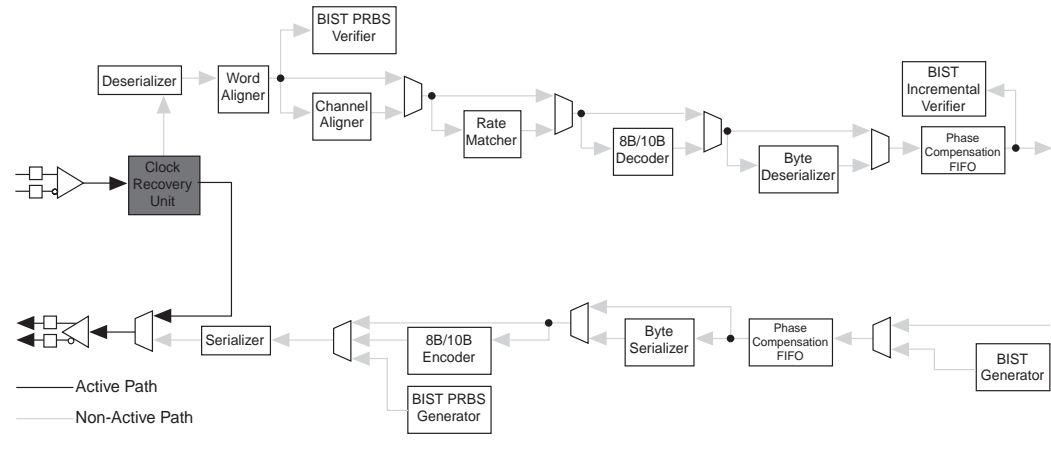 BIST PRBS
Verifier
Deserializer
Word
Aligner
Channel
Aligner
Rate
Matcher
8B/10B
Decoder
Byte
Deserializer
BIST
Incremental
Verifier
Phase
Compensation
FIFO
Clock
Recovery
Unit
Serializer
8B/10B
Encoder
BIST PRBS
Generator
Byte
Serializer
Phase
Compensation
FIFO
BIST
Generator
Active Path
Non-Active Path